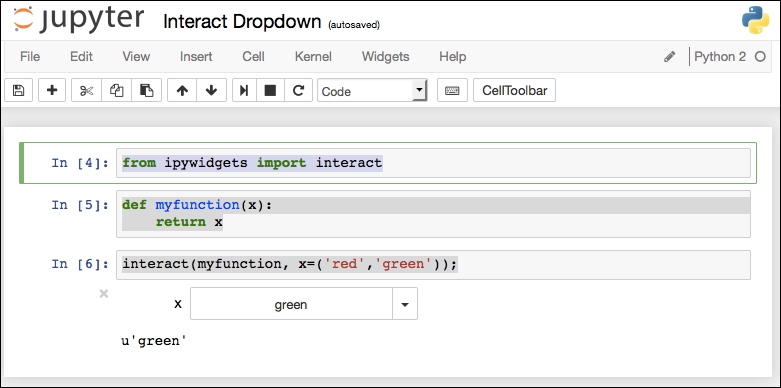 jupyter Interact Dropdown (autosaved)
File Edit View Insert Cell Kernel Widgets Help Python 2
Code CellToolbar
In [4]: from ipywidgets import interact
In [5]: def myfunction(x):
return x
In [6]: interact(myfunction, x=('red','green'));
x green
u'green'